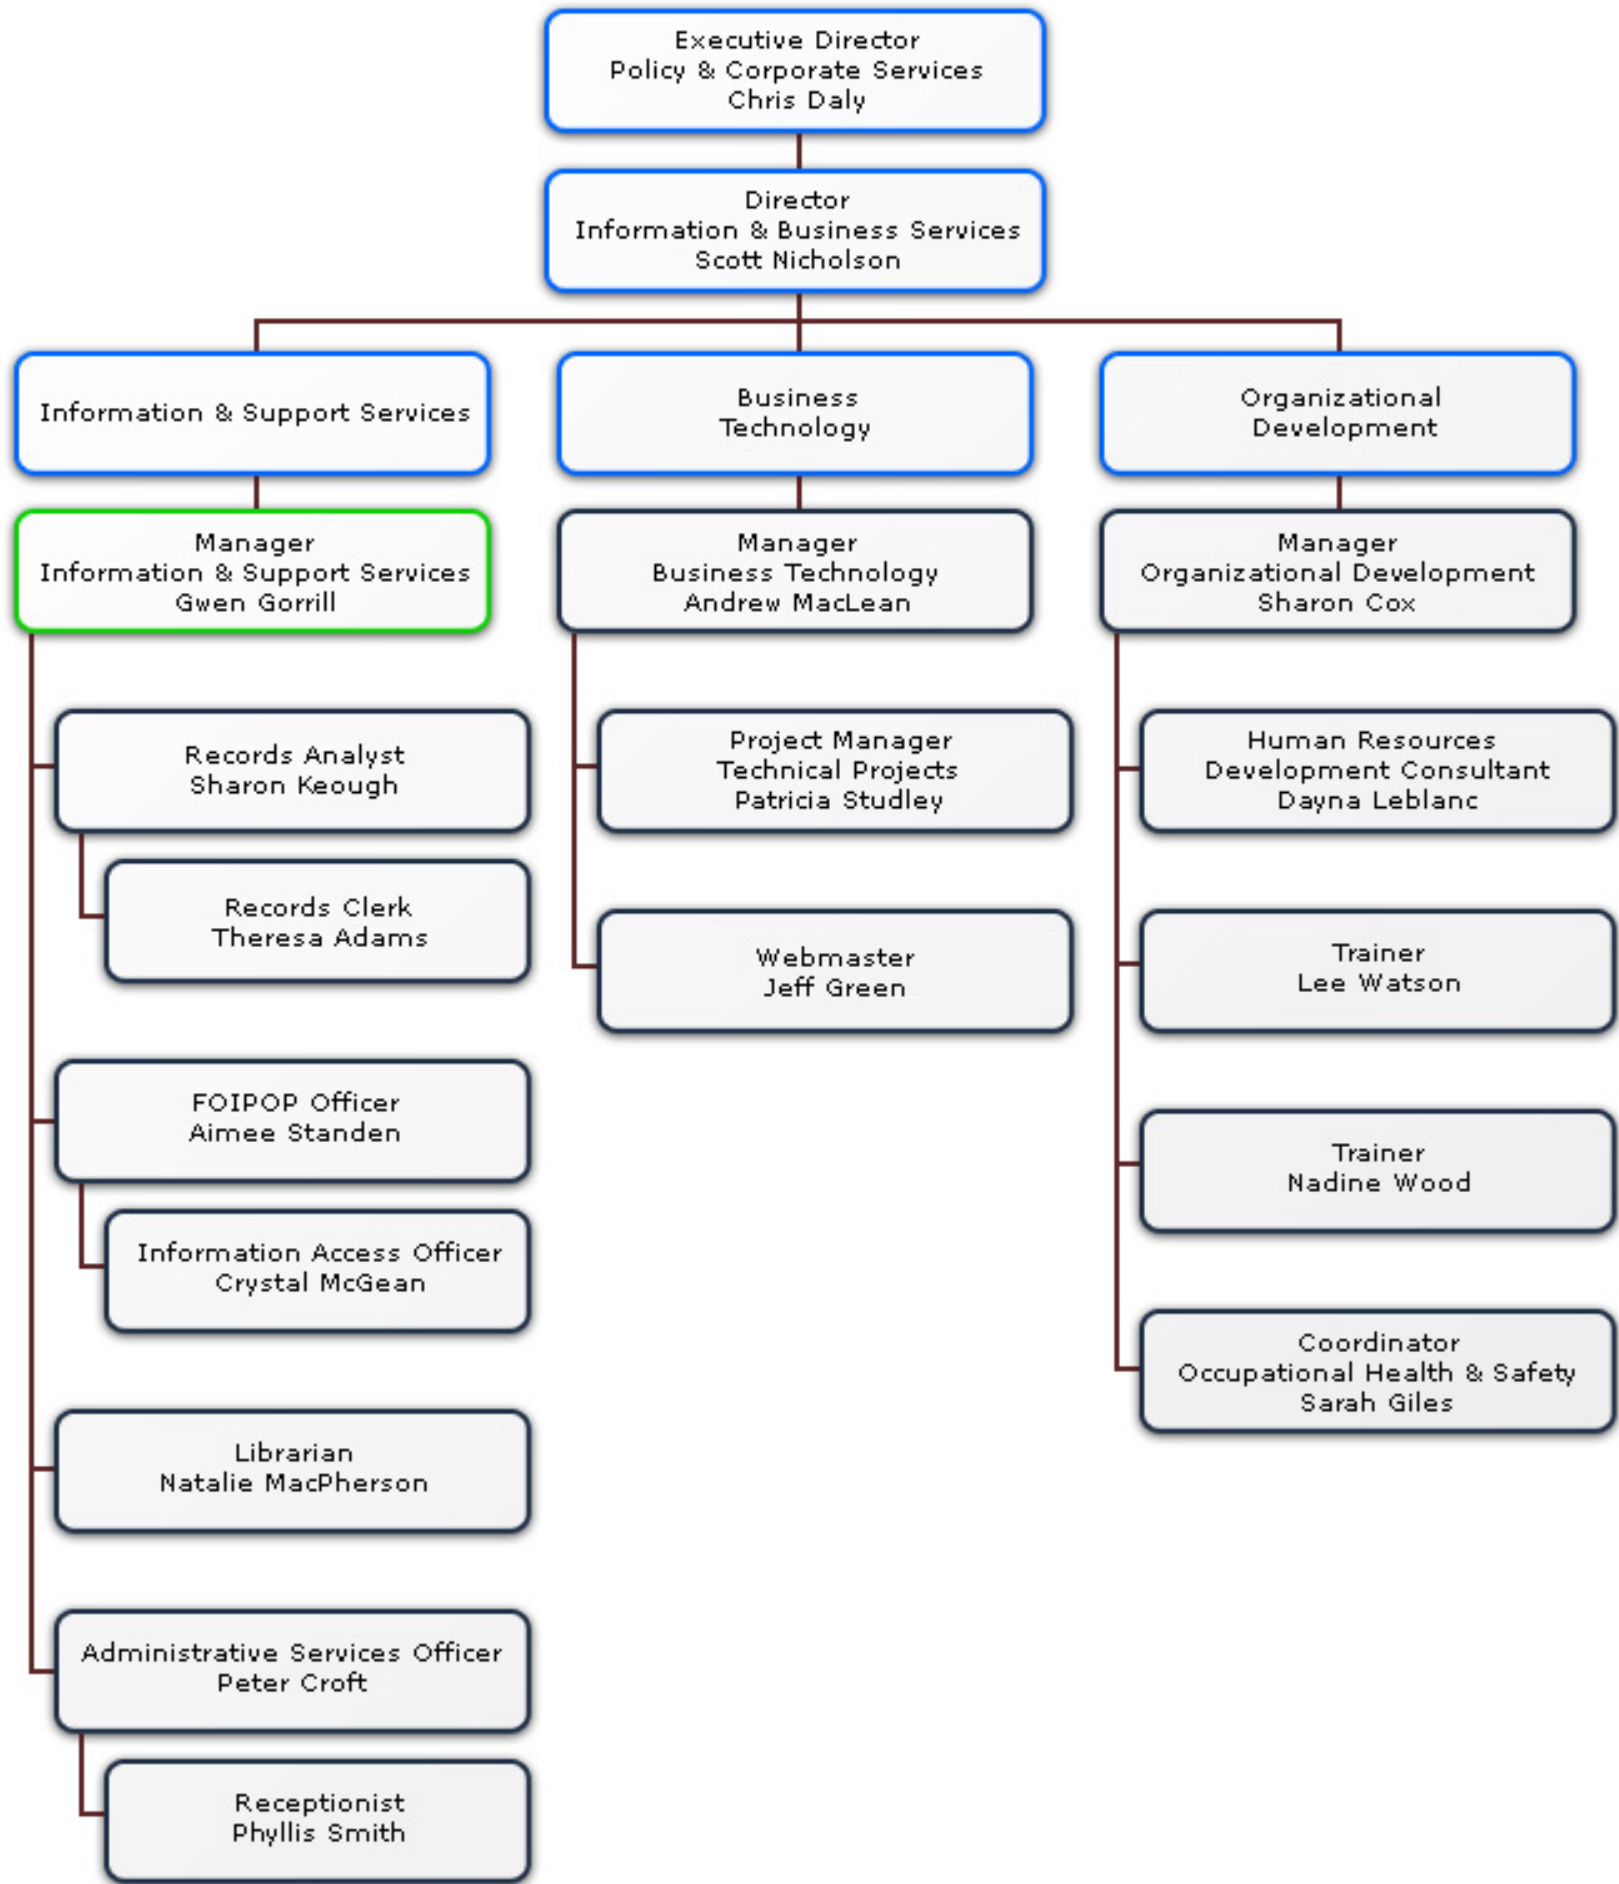 Executive Director
Policy & Corporate Services
Chris Daly
Director
Information & Business Services
Scott Nicholson
Information & Support Services
Business
Technology
Organizational
Development
Manager
Information & Support Services
Gwen Gorrill
Manager
Business Technology
Andrew MacLean
Manager
Organizational Development
Sharon Cox
Records Analyst
Sharon Keough
Records Clerk
Theresa Adams
FOIPOP Officer
Aimee Standen
Information Access Officer
Crystal McGean
Librarian
Natalie MacPherson
Administrative Services Officer
Peter Croft
Receptionist
Phyllis Smith
Project Manager
Technical Projects
Patricia Studley
Webmaster
Jeff Green
Human Resources
Development Consultant
Dayna Leblanc
Trainer
Lee Watson
Trainer
Nadine Wood
Coordinator
Occupational Health & Safety
Sarah Giles